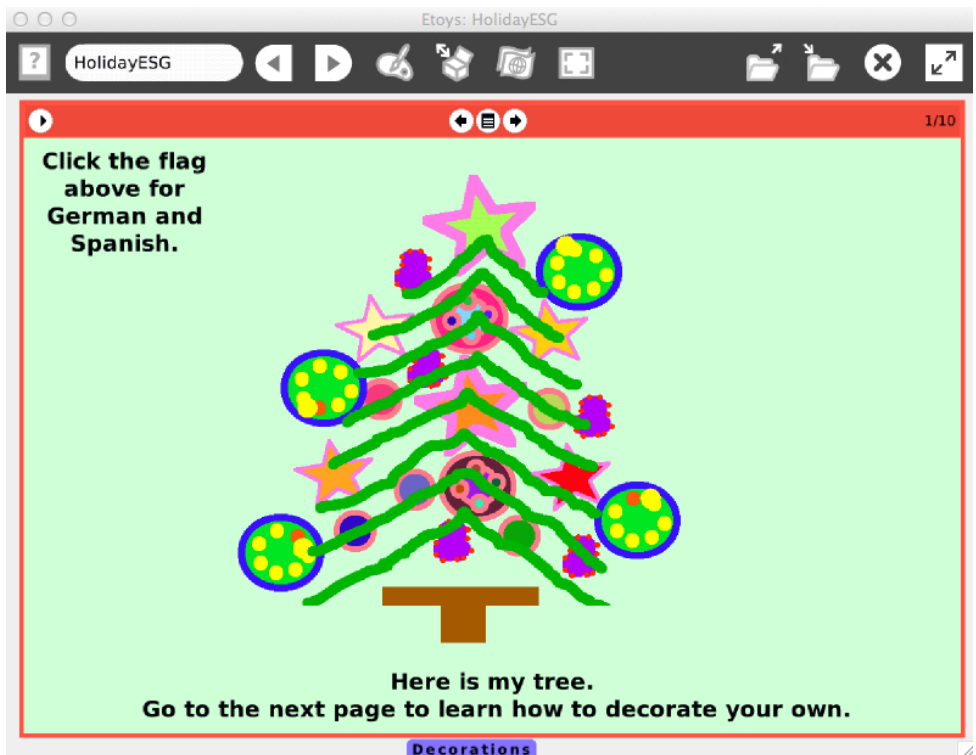 Etoys: HolidayESG
?
HolidayESG
1/10
Click the flag
above for
German and
Spanish.
Here is my tree.
Go to the next page to learn how to decorate your own.
Decorations